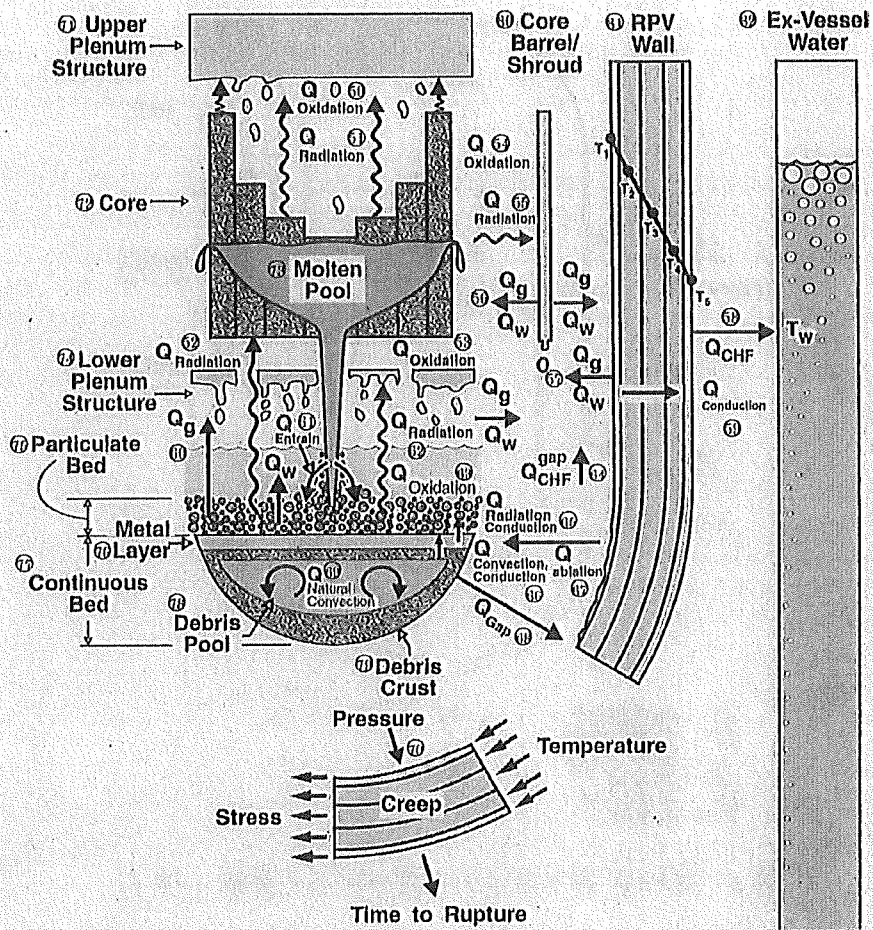 Upper
Plenum
Structure
Q
Oxidation
Q
Radiation
Core
Barrel/
Shroud
RPV
Wall
Ex-Vessel
Water
Core
Molten
Pool
Q
Oxidation
Q
Radiation
Qg
Qg
Qw
Qw
T1
T2
T3
T4
T5
Tw
QCHF
Lower
Plenum
Structure
Q
Radiation
Q
Oxidation
Qg
Q
Entrain
Q
Radiation
Qg
Qw
Qg
Qw
Q
Conduction
Particulate
Bed
Qw
Q
Oxidation
gap
QCHF
Metal
Layer
Q
Radiation
Conduction
Continuous
Bed
Q
Natural
Convection
Q
Convection/
Conduction
Q
ablation
Debris
Pool
QGap
Debris
Crust
Pressure
Temperature
Stress
Creep
Time to Rupture